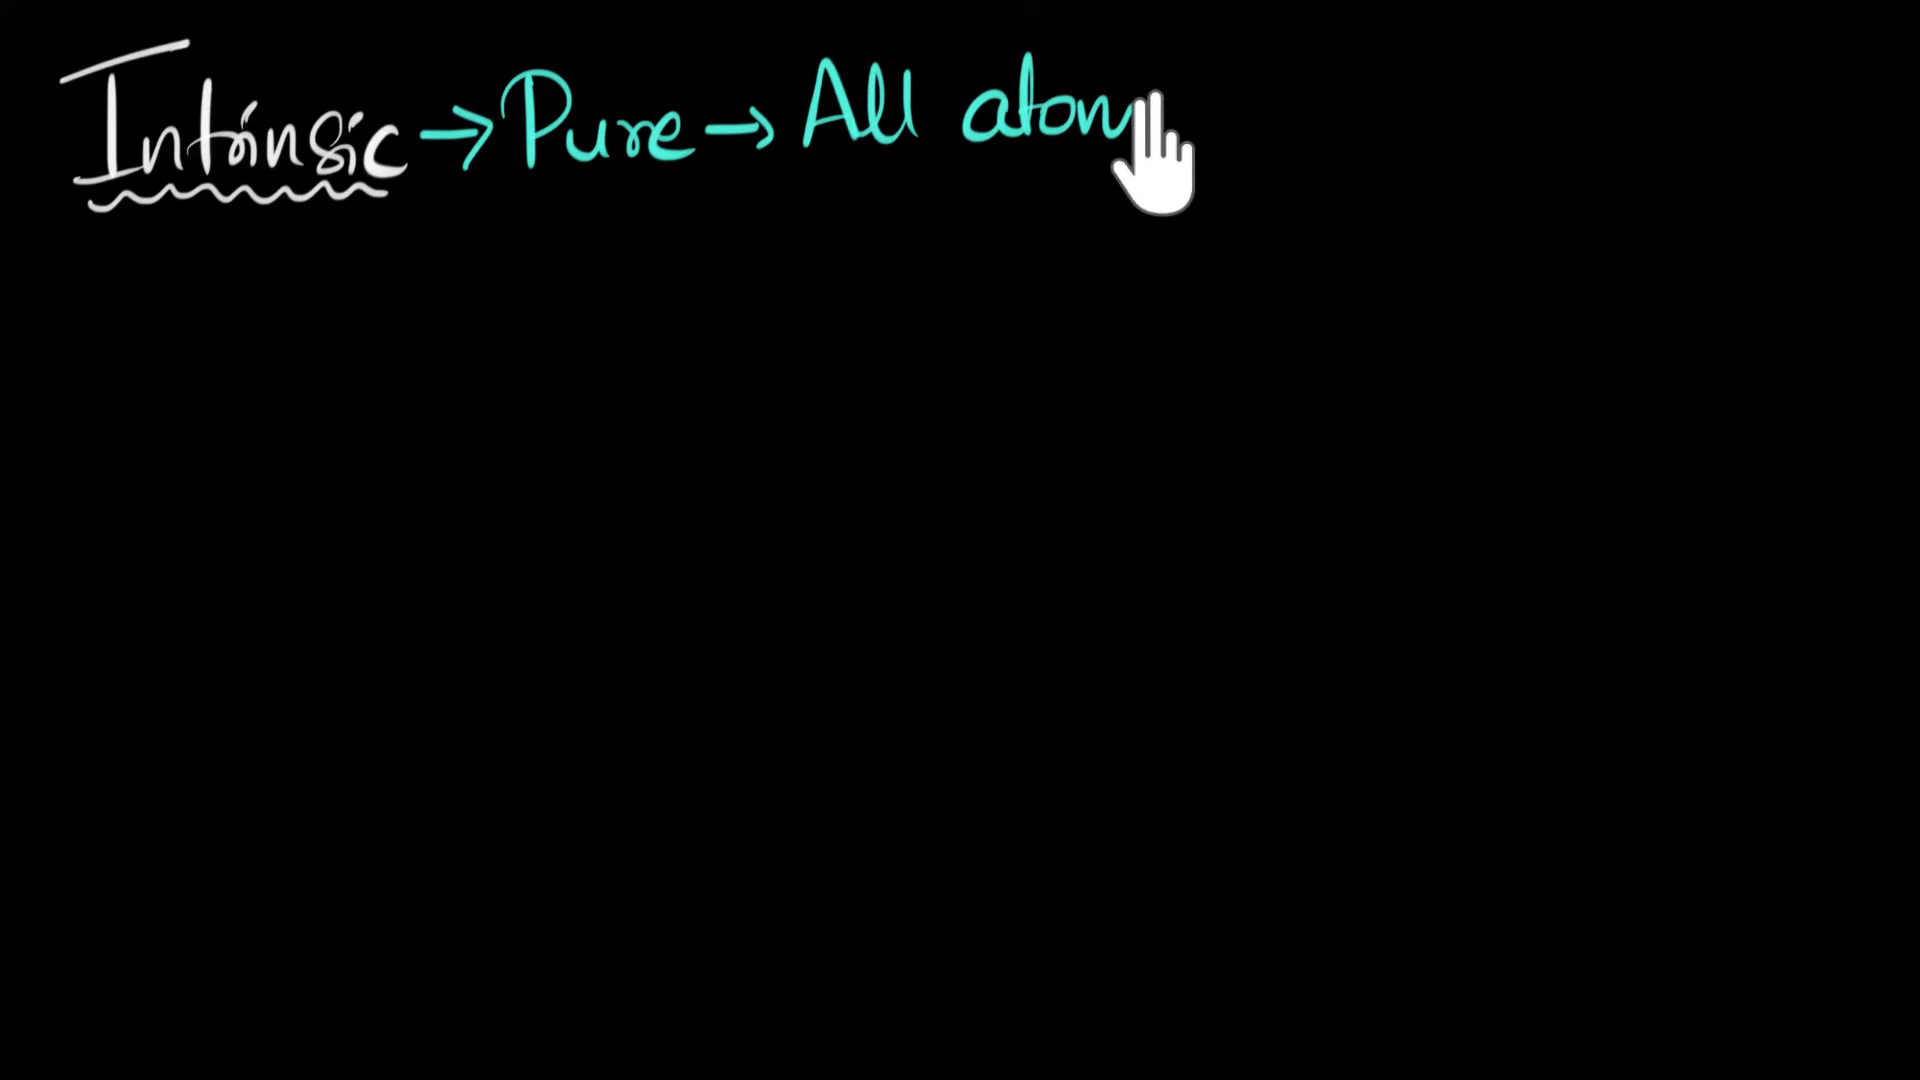 Intrinsic → Pure → All atom